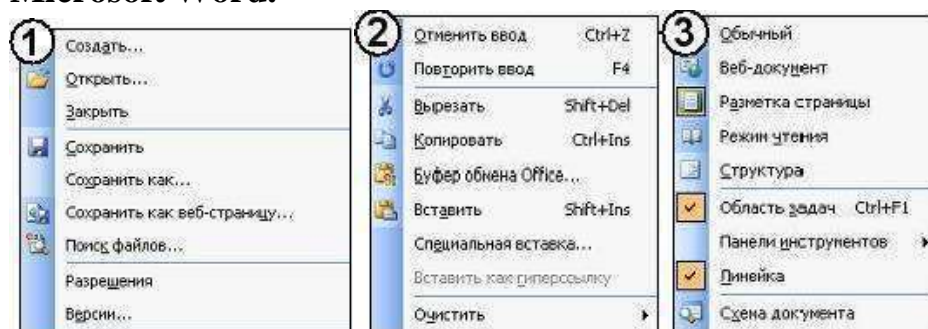 Microsoft Word.
1
Создать...
Открыть...
Закрыть
Сохранить
Сохранить как...
Сохранить как веб-страницу...
Поиск файлов...
Разрешения
Версии...
2
Отменить ввод Ctrl+Z
Повторить ввод F4
Вырезать Shift+Del
Копировать Ctrl+Ins
Буфер обмена Office...
Вставить Shift+Ins
Специальная вставка...
Вставить как гиперссылку
Очистить
3
Обычный
Веб-документ
Разметка страницы
Режим чтения
Структура
Область задач Ctrl+F1
Панели инструментов
Линейка
Схема документа